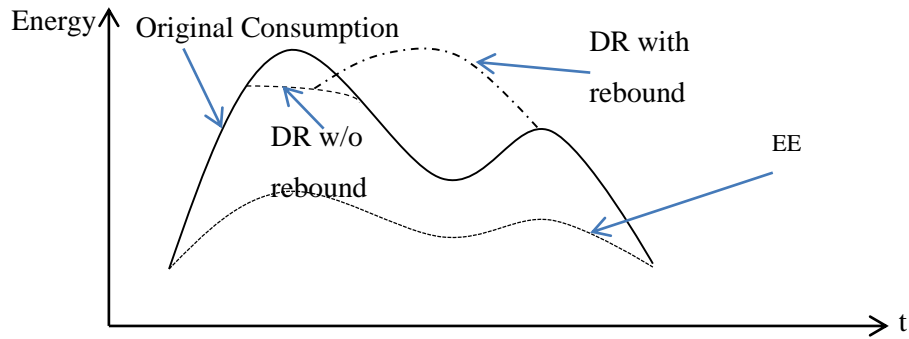 Energy
Original Consumption
DR with
rebound
DR w/o
rebound
EE
t